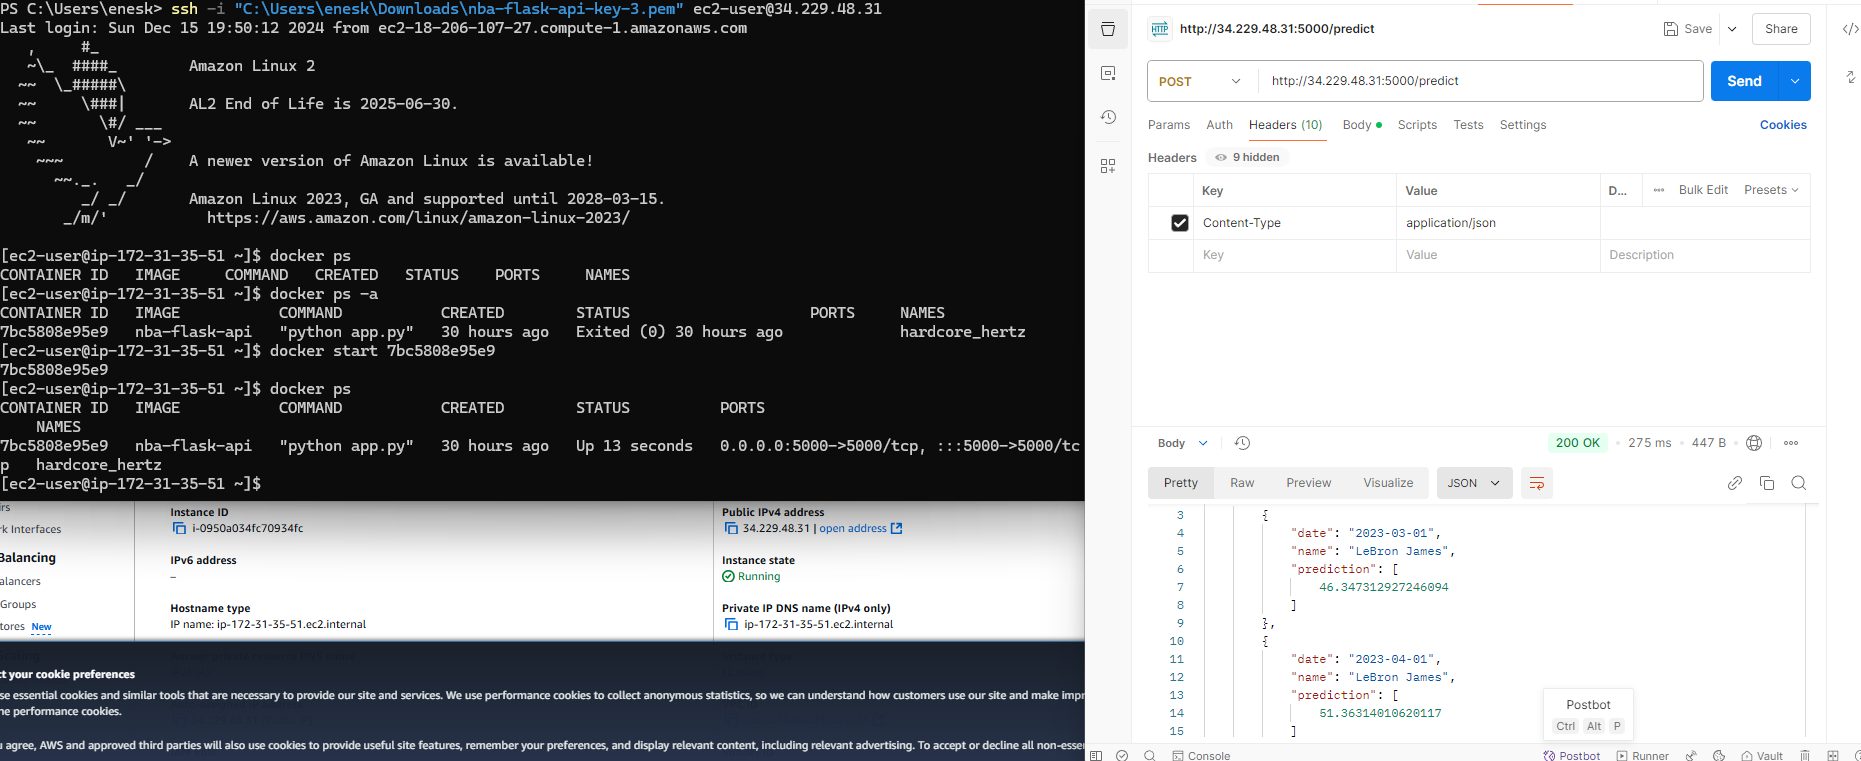 PS C:\Users\enesk> ssh -i "C:\Users\enesk\Downloads\nba-flask-api-key-3.pem" ec2-user@34.229.48.31
Last login: Sun Dec 15 19:50:12 2024 from ec2-18-206-107-27.compute-1.amazonaws.com
   ,     #_
   ~\_  ####_        Amazon Linux 2
  ~~  \_#####\
  ~~     \###|       AL2 End of Life is 2025-06-30.
  ~~       \#/ ___
   ~~       V~' '->
    ~~~         /    A newer version of Amazon Linux is available!
      ~~._.   _/
         _/ _/       Amazon Linux 2023, GA and supported until 2028-03-15.
       _/m/'           https://aws.amazon.com/linux/amazon-linux-2023/
[ec2-user@ip-172-31-35-51 ~]$ docker ps
CONTAINER ID   IMAGE     COMMAND   CREATED   STATUS    PORTS     NAMES
[ec2-user@ip-172-31-35-51 ~]$ docker ps -a
CONTAINER ID   IMAGE           COMMAND           CREATED        STATUS                    PORTS     NAMES
7bc5808e95e9   nba-flask-api   "python app.py"   30 hours ago   Exited (0) 30 hours ago             hardcore_hertz
[ec2-user@ip-172-31-35-51 ~]$ docker start 7bc5808e95e9
7bc5808e95e9
[ec2-user@ip-172-31-35-51 ~]$ docker ps
CONTAINER ID   IMAGE           COMMAND           CREATED        STATUS          PORTS
    NAMES
7bc5808e95e9   nba-flask-api   "python app.py"   30 hours ago   Up 13 seconds   0.0.0.0:5000->5000/tcp, :::5000->5000/tc
p   hardcore_hertz
[ec2-user@ip-172-31-35-51 ~]$
rs
k Interfaces
Balancing
alancers
Groups
tores New
Instance ID
i-0950a034fc70934fc
IPv6 address
–
Hostname type
IP name: ip-172-31-35-51.ec2.internal
Public IPv4 address
34.229.48.31 | open address
Instance state
Running
Private IP DNS name (IPv4 only)
ip-172-31-35-51.ec2.internal
ct your cookie preferences
se essential cookies and similar tools that are necessary to provide our site and services. We use performance cookies to collect anonymous statistics, so we can understand how customers use our site and make impr
ne performance cookies.
u agree, AWS and approved third parties will also use cookies to provide useful site features, remember your preferences, and display relevant content, including relevant advertising. To accept or decline all non-esse
HTTP http://34.229.48.31:5000/predict Save Share </>
POST http://34.229.48.31:5000/predict Send
Params Auth Headers (10) Body Scripts Tests Settings Cookies
Headers 9 hidden
Key Value D... ••• Bulk Edit Presets
Content-Type application/json
Key Value Description
Body 200 OK • 275 ms • 447 B • •••
Pretty Raw Preview Visualize JSON
3 {
4 "date": "2023-03-01",
5 "name": "LeBron James",
6 "prediction": [
7 46.347312927246094
8 ]
9 },
10 {
11 "date": "2023-04-01",
12 "name": "LeBron James",
13 "prediction": [
14 51.36314010620117
15 ]
Postbot
Ctrl Alt P
Console Postbot Runner Vault